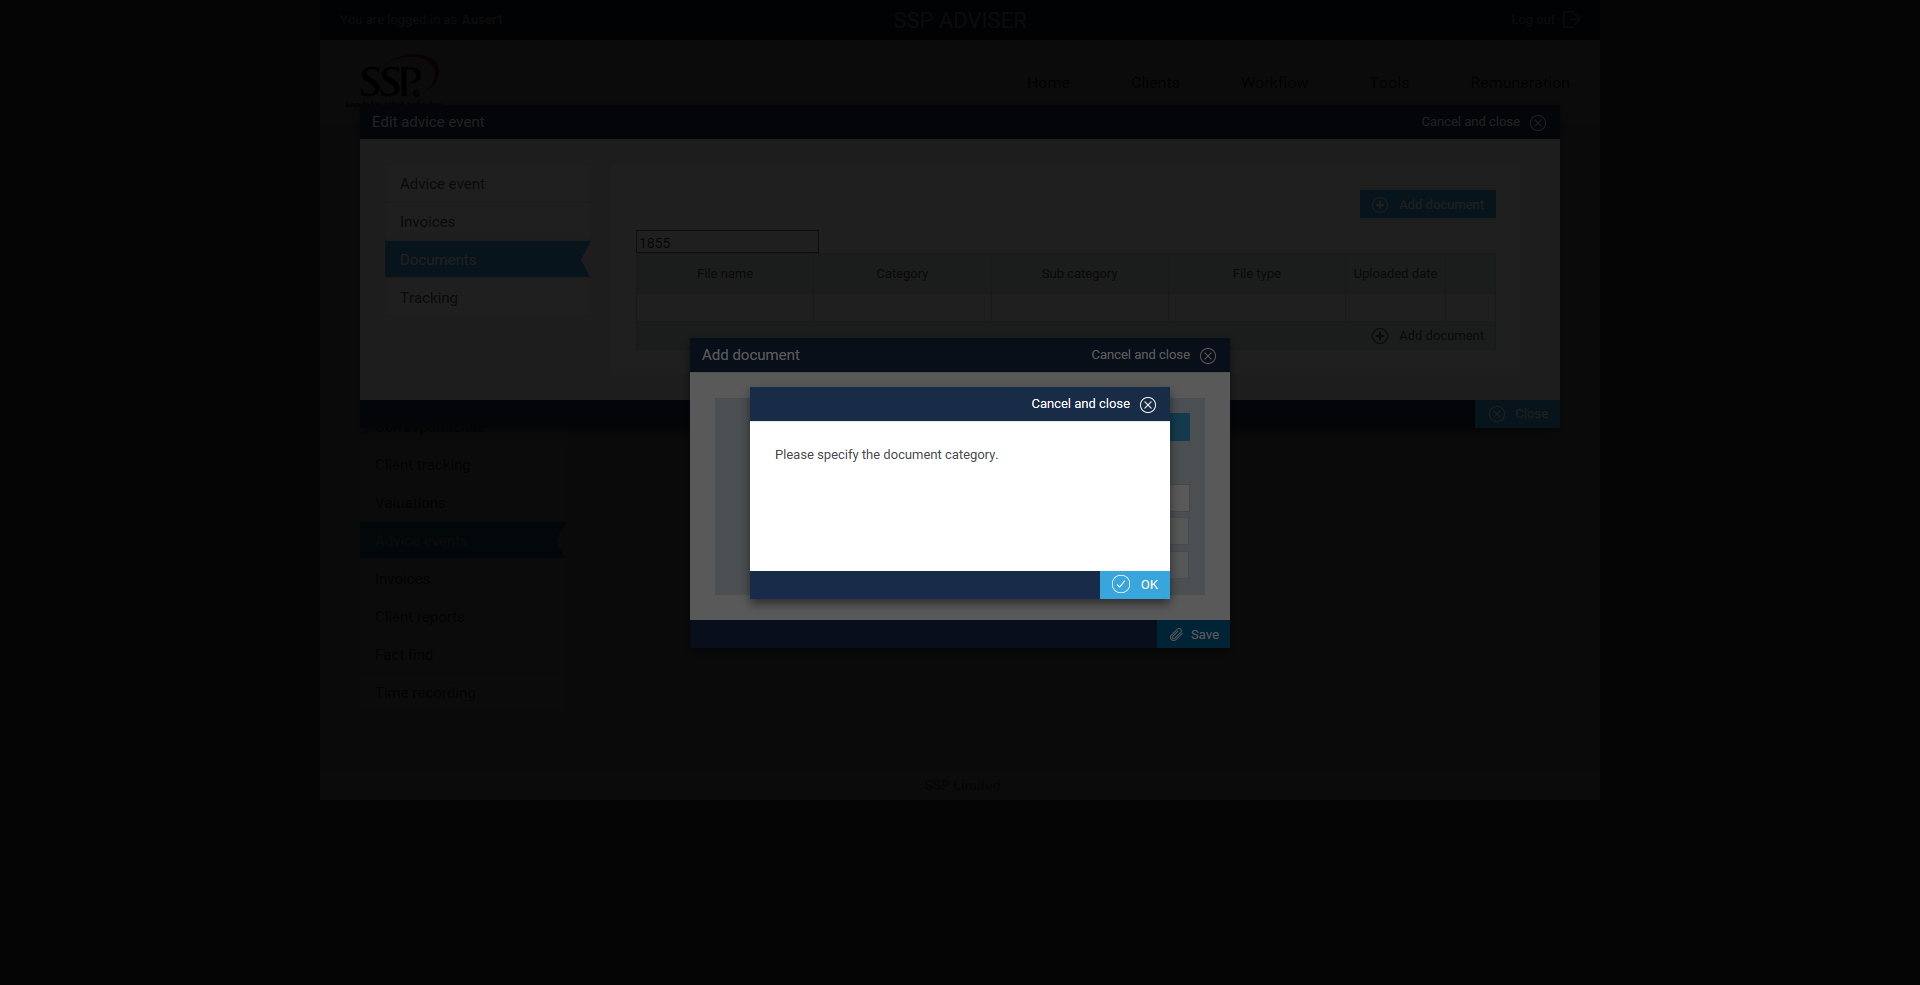 You are logged in as Auser1
SSP ADVISER
Log out
SSP
Home
Clients
Workflow
Tools
Remuneration
Edit advice event
Cancel and close
Advice event
Invoices
Documents
Tracking
Add document
1855
File name
Category
Sub category
File type
Uploaded date
Add document
Add document
Cancel and close
Cancel and close
Please specify the document category.
OK
Save
Close
Client tracking
Valuations
Advice events
Invoices
Client reports
Fact find
Time recording
SSP Limited